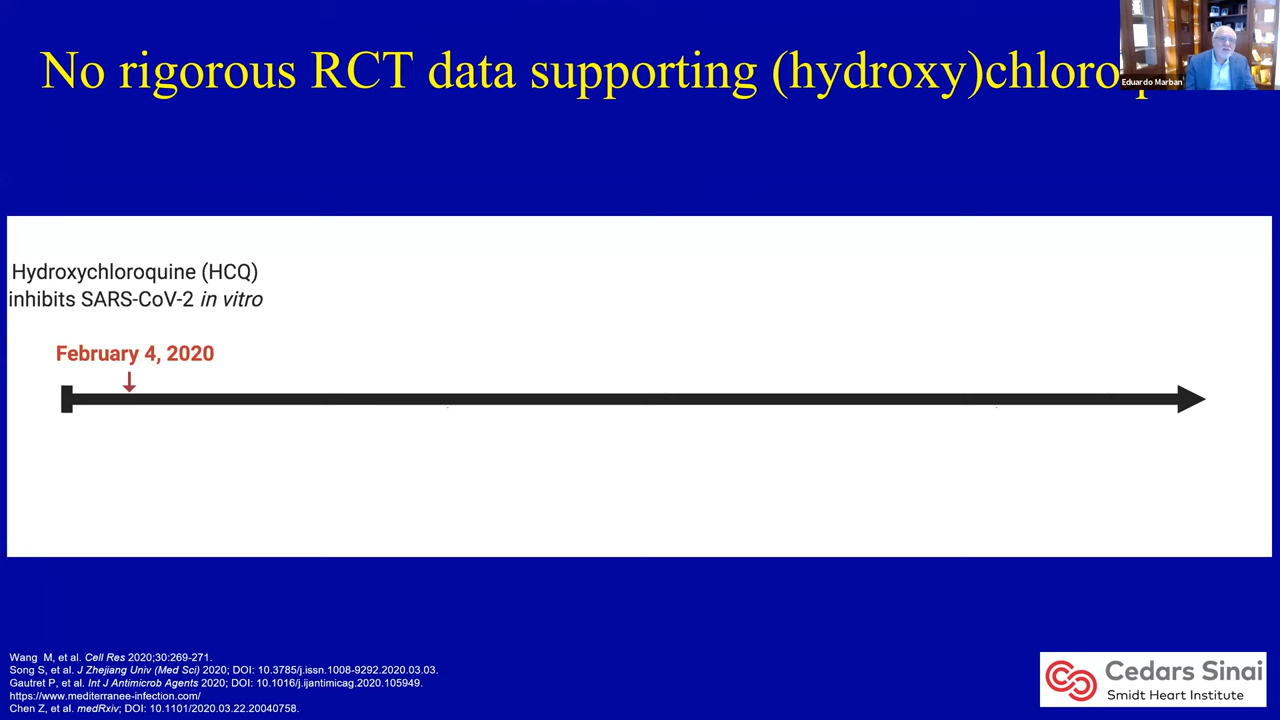 No rigorous RCT data supporting (hydroxy)chloro
Eduardo Marban
Hydroxychloroquine (HCQ)
inhibits SARS-CoV-2 in vitro
February 4, 2020
Wang M, et al. Cell Res 2020;30:269-271.
Song S, et al. J Zhejiang Univ (Med Sci) 2020; DOI: 10.3785/j.issn.1008-9292.2020.03.03.
Gautret P, et al. Int J Antimicrob Agents 2020; DOI: 10.1016/j.ijantimicag.2020.105949.
https://www.mediterranee-infection.com/
Chen Z, et al. medRxiv; DOI: 10.1101/2020.03.22.20040758.
Cedars Sinai
Smidt Heart Institute